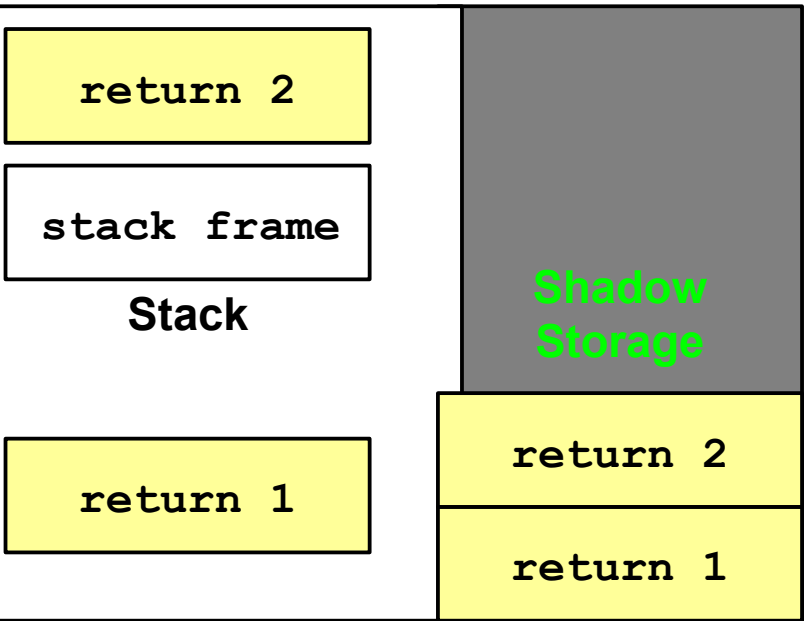 return 2
stack frame
Stack
return 1
Shadow
Storage
return 2
return 1